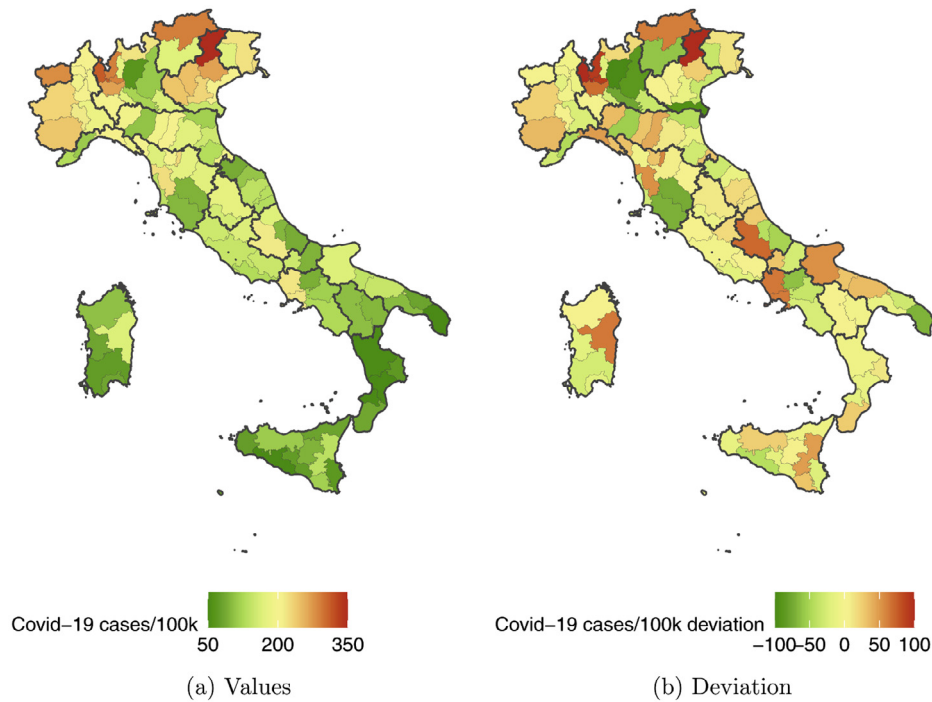 Covid−19 cases/100k
50 200 350
(a) Values
Covid−19 cases/100k deviation
−100−50 0 50 100
(b) Deviation